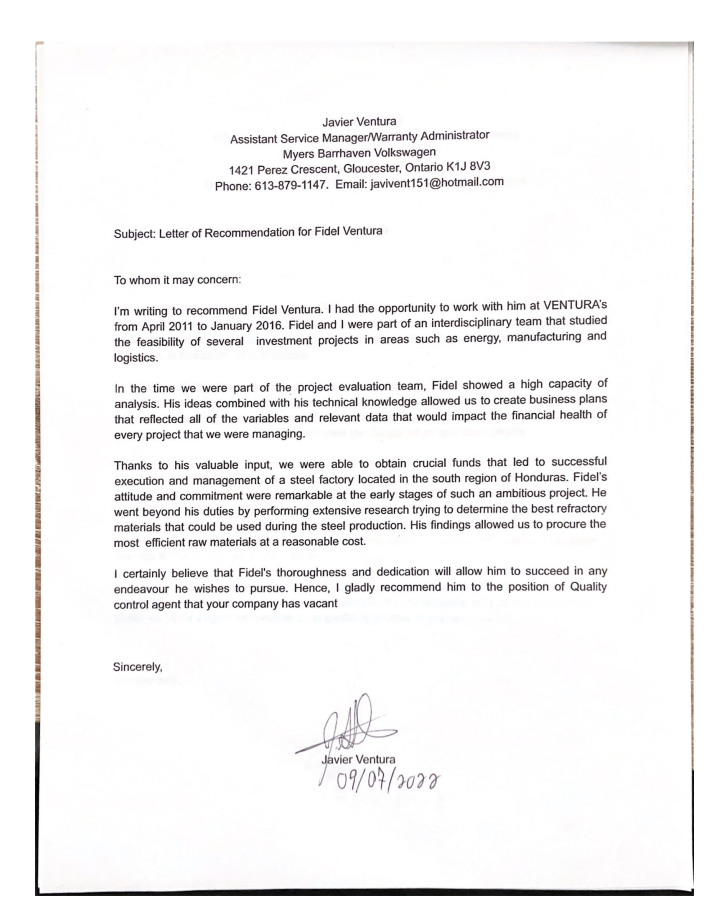 Javier Ventura
Assistant Service Manager/Warranty Administrator
Myers Barrhaven Volkswagen
1421 Perez Crescent, Gloucester, Ontario K1J 8V3
Phone: 613-879-1147. Email: javivent151@hotmail.com
Subject: Letter of Recommendation for Fidel Ventura
To whom it may concern:
I'm writing to recommend Fidel Ventura. I had the opportunity to work with him at VENTURA's
from April 2011 to January 2016. Fidel and I were part of an interdisciplinary team that studied
the feasibility of several investment projects in areas such as energy, manufacturing and
logistics.
In the time we were part of the project evaluation team, Fidel showed a high capacity of
analysis. His ideas combined with his technical knowledge allowed us to create business plans
that reflected all of the variables and relevant data that would impact the financial health of
every project that we were managing.
Thanks to his valuable input, we were able to obtain crucial funds that led to successful
execution and management of a steel factory located in the south region of Honduras. Fidel's
attitude and commitment were remarkable at the early stages of such an ambitious project. He
went beyond his duties by performing extensive research trying to determine the best refractory
materials that could be used during the steel production. His findings allowed us to procure the
most efficient raw materials at a reasonable cost.
I certainly believe that Fidel's thoroughness and dedication will allow him to succeed in any
endeavour he wishes to pursue. Hence, I gladly recommend him to the position of Quality
control agent that your company has vacant
Sincerely,
Javier Ventura
09/07/2022